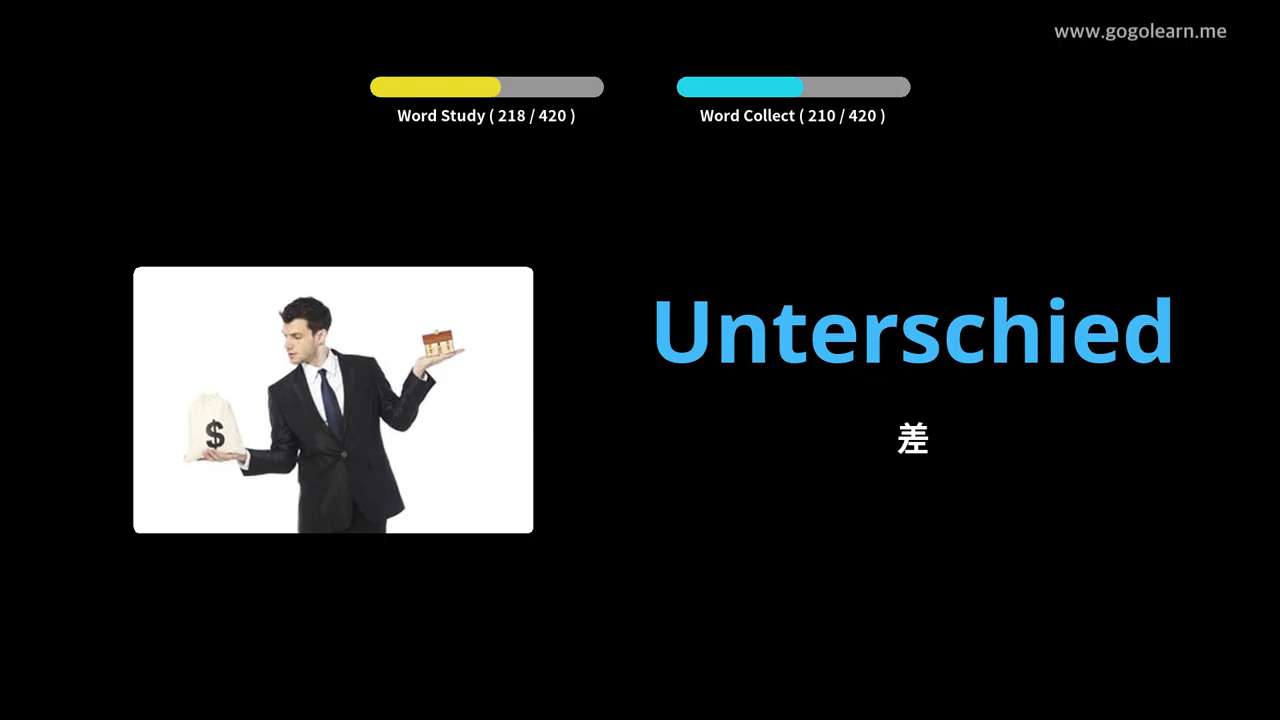 www.gogolearn.me
Word Study ( 218 / 420 )
Word Collect ( 210 / 420 )
Unterschied
差
$